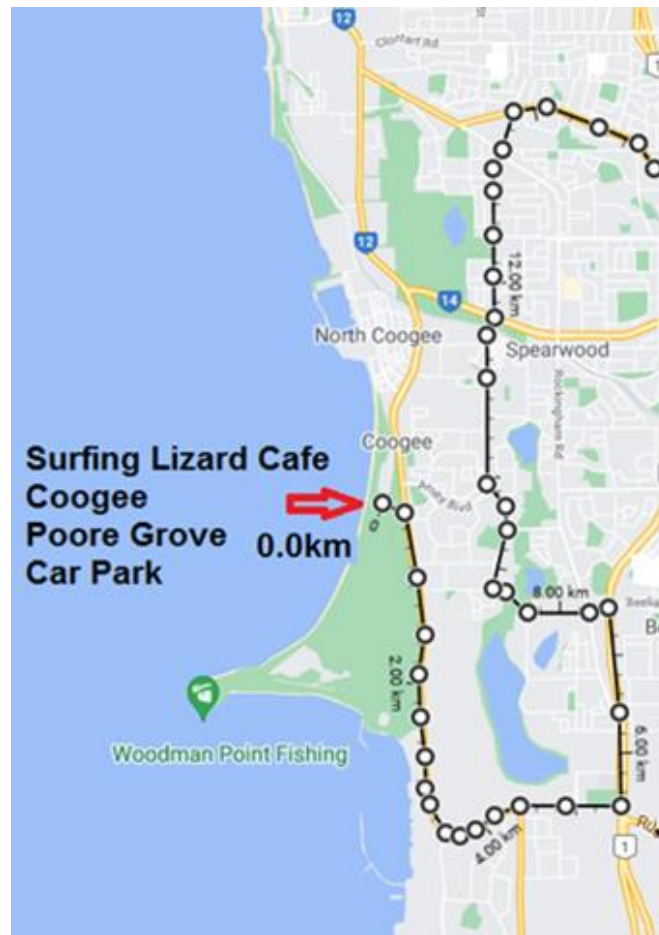 12
Clontarf Rd
1
12
12.00 km
14
North Coogee
Spearwood
Rockingham Rd
Coogee
Surfing Lizard Cafe
Coogee
Poore Grove
Car Park
0.0km
0
8.00 km
2.00 km
Woodman Point Fishing
6.00 km
4.00 km
1